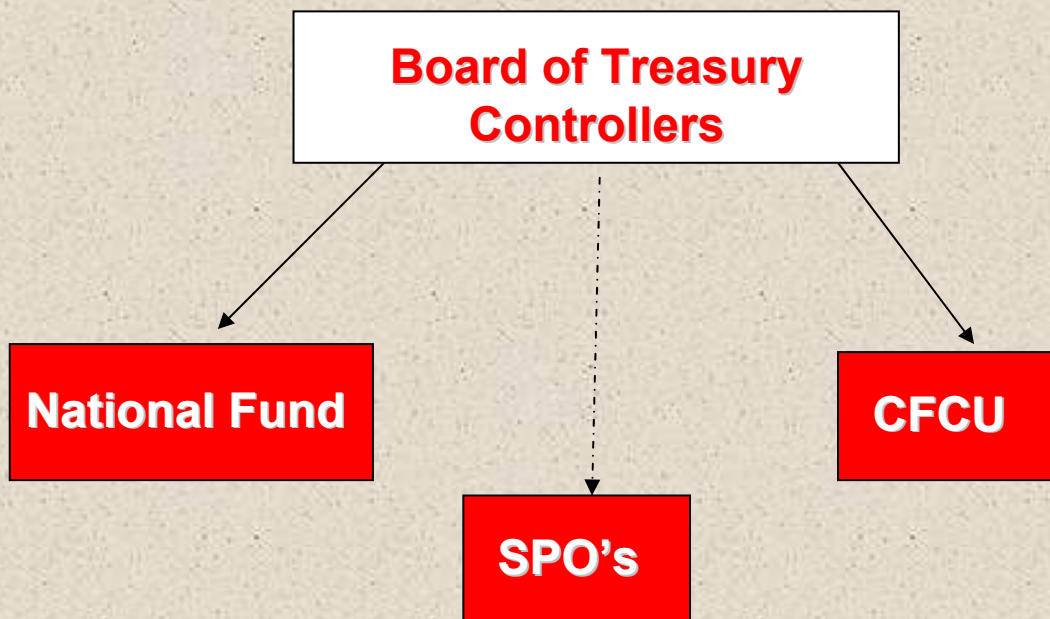 Board of Treasury
Controllers
National Fund
CFCU
SPO's